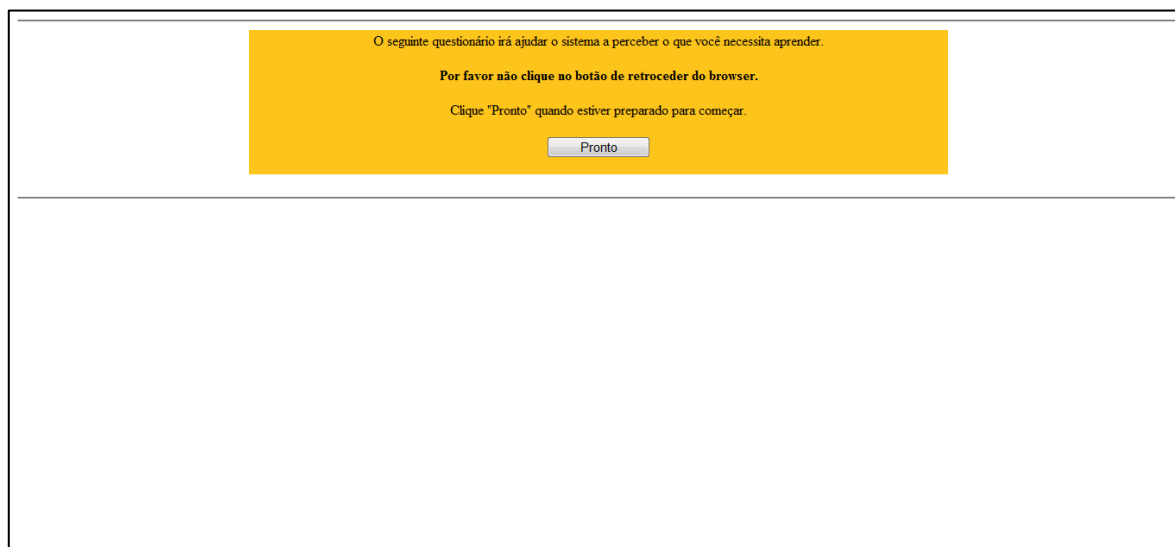 O seguinte questionário irá ajudar o sistema a perceber o que você necessita aprender.
Por favor não clique no botão de retroceder do browser.
Clique "Pronto" quando estiver preparado para começar.
Pronto